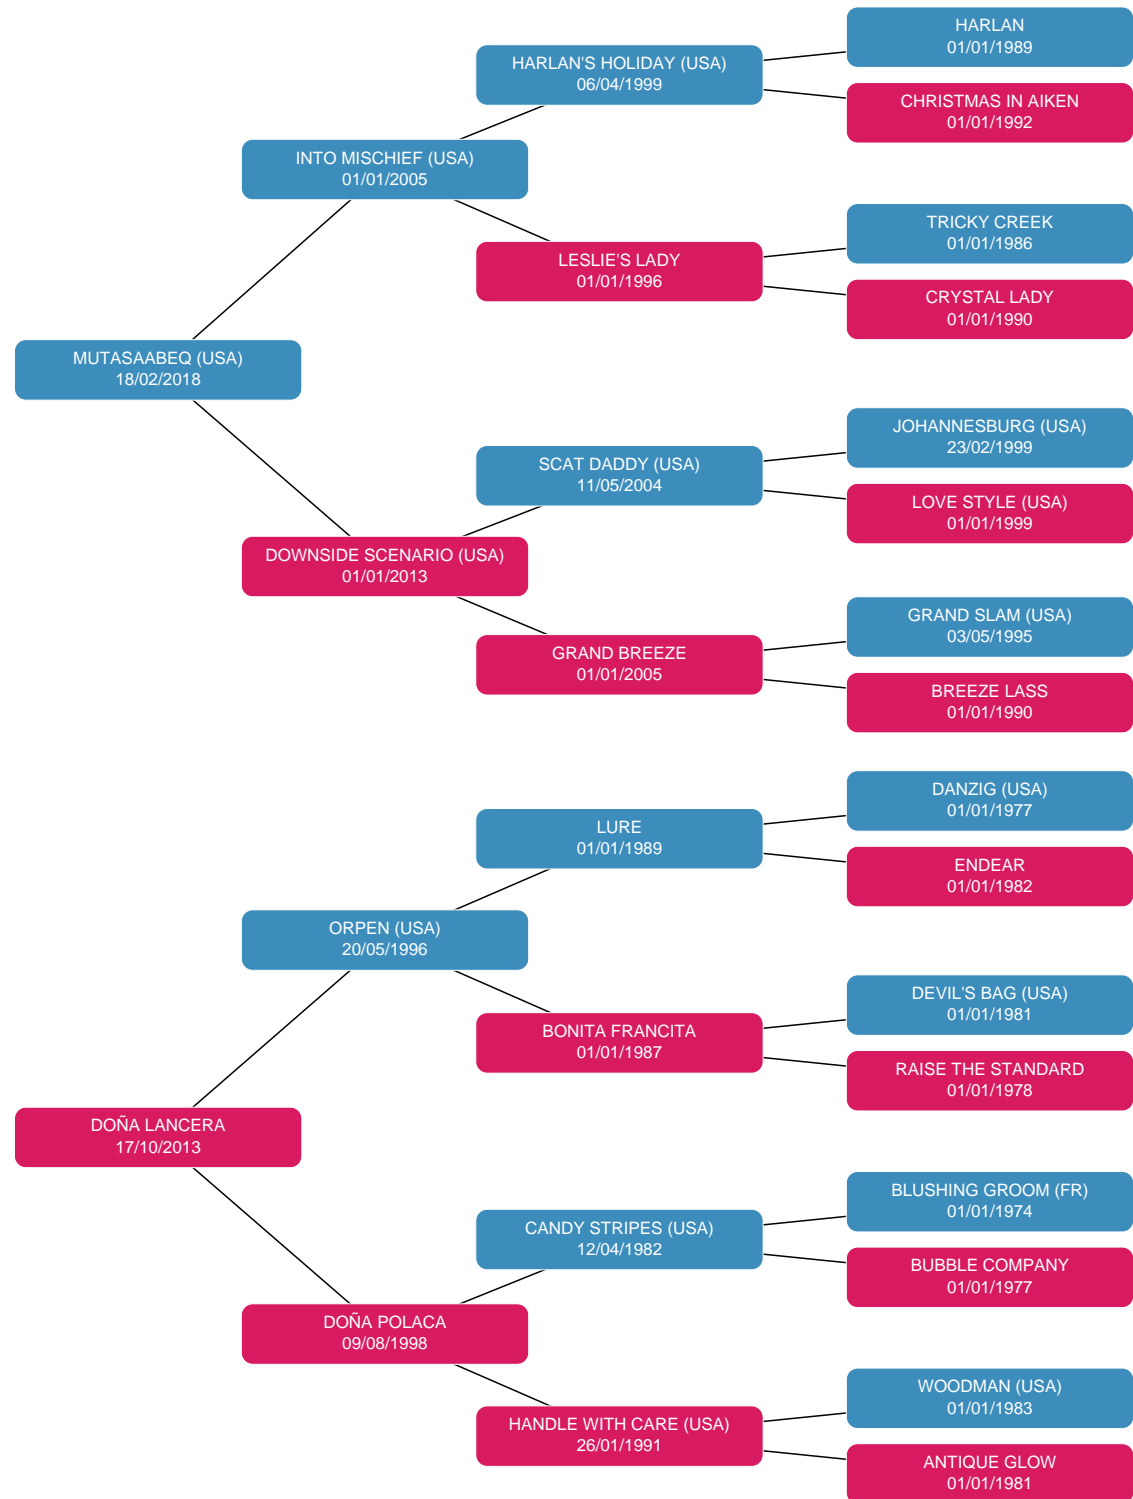 HARLAN
01/01/1989
HARLAN'S HOLIDAY (USA)
06/04/1999
CHRISTMAS IN AIKEN
01/01/1992
INTO MISCHIEF (USA)
01/01/2005
TRICKY CREEK
01/01/1986
LESLIE'S LADY
01/01/1996
CRYSTAL LADY
01/01/1990
MUTASAABEQ (USA)
18/02/2018
JOHANNESBURG (USA)
23/02/1999
SCAT DADDY (USA)
11/05/2004
LOVE STYLE (USA)
01/01/1999
DOWNSIDE SCENARIO (USA)
01/01/2013
GRAND SLAM (USA)
03/05/1995
GRAND BREEZE
01/01/2005
BREEZE LASS
01/01/1990
DANZIG (USA)
01/01/1977
LURE
01/01/1989
ENDEAR
01/01/1982
ORPEN (USA)
20/05/1996
DEVIL'S BAG (USA)
01/01/1981
BONITA FRANCITA
01/01/1987
RAISE THE STANDARD
01/01/1978
DOÑA LANCERA
17/10/2013
BLUSHING GROOM (FR)
01/01/1974
CANDY STRIPES (USA)
12/04/1982
BUBBLE COMPANY
01/01/1977
DOÑA POLACA
09/08/1998
WOODMAN (USA)
01/01/1983
HANDLE WITH CARE (USA)
26/01/1991
ANTIQUE GLOW
01/01/1981